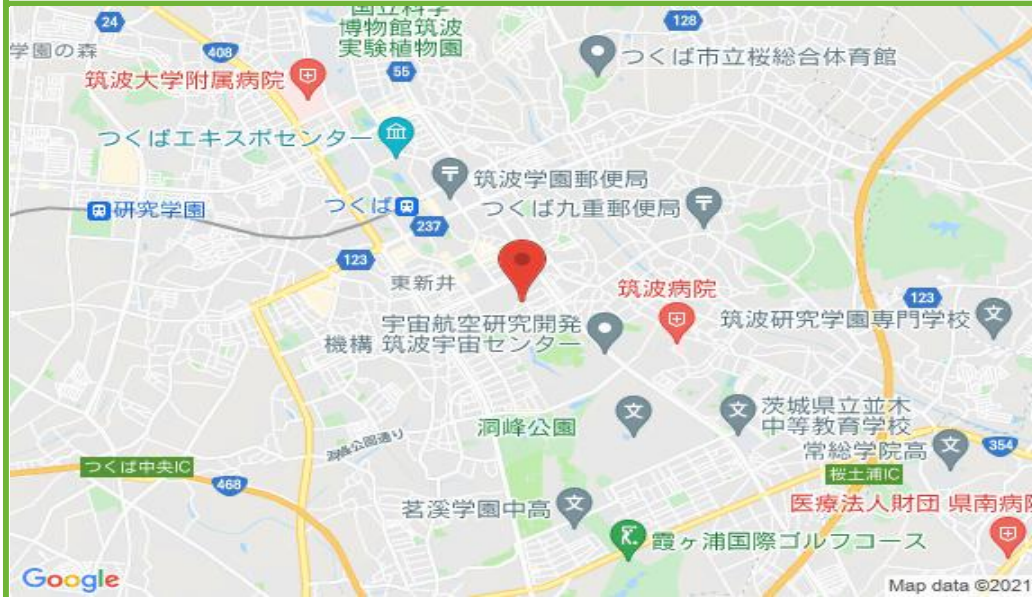 24
国立科学
博物館筑波
実験植物園
128
学園の森
408
つくば市立桜総合体育館
55
筑波大学附属病院
つくばエキスポセンター
筑波学園郵便局
研究学園
つくば
つくば九重郵便局
237
123
東新井
筑波病院
123
宇宙航空研究開発
機構 筑波宇宙センター
筑波研究学園専門学校
茨城県立並木
中等教育学校
洞峰公園
洞峰公園通り
常総学院高
354
つくば中央IC
桜土浦IC
468
茗溪学園中高
医療法人財団 県南病院
霞ヶ浦国際ゴルフコース
Google
Map data ©2021